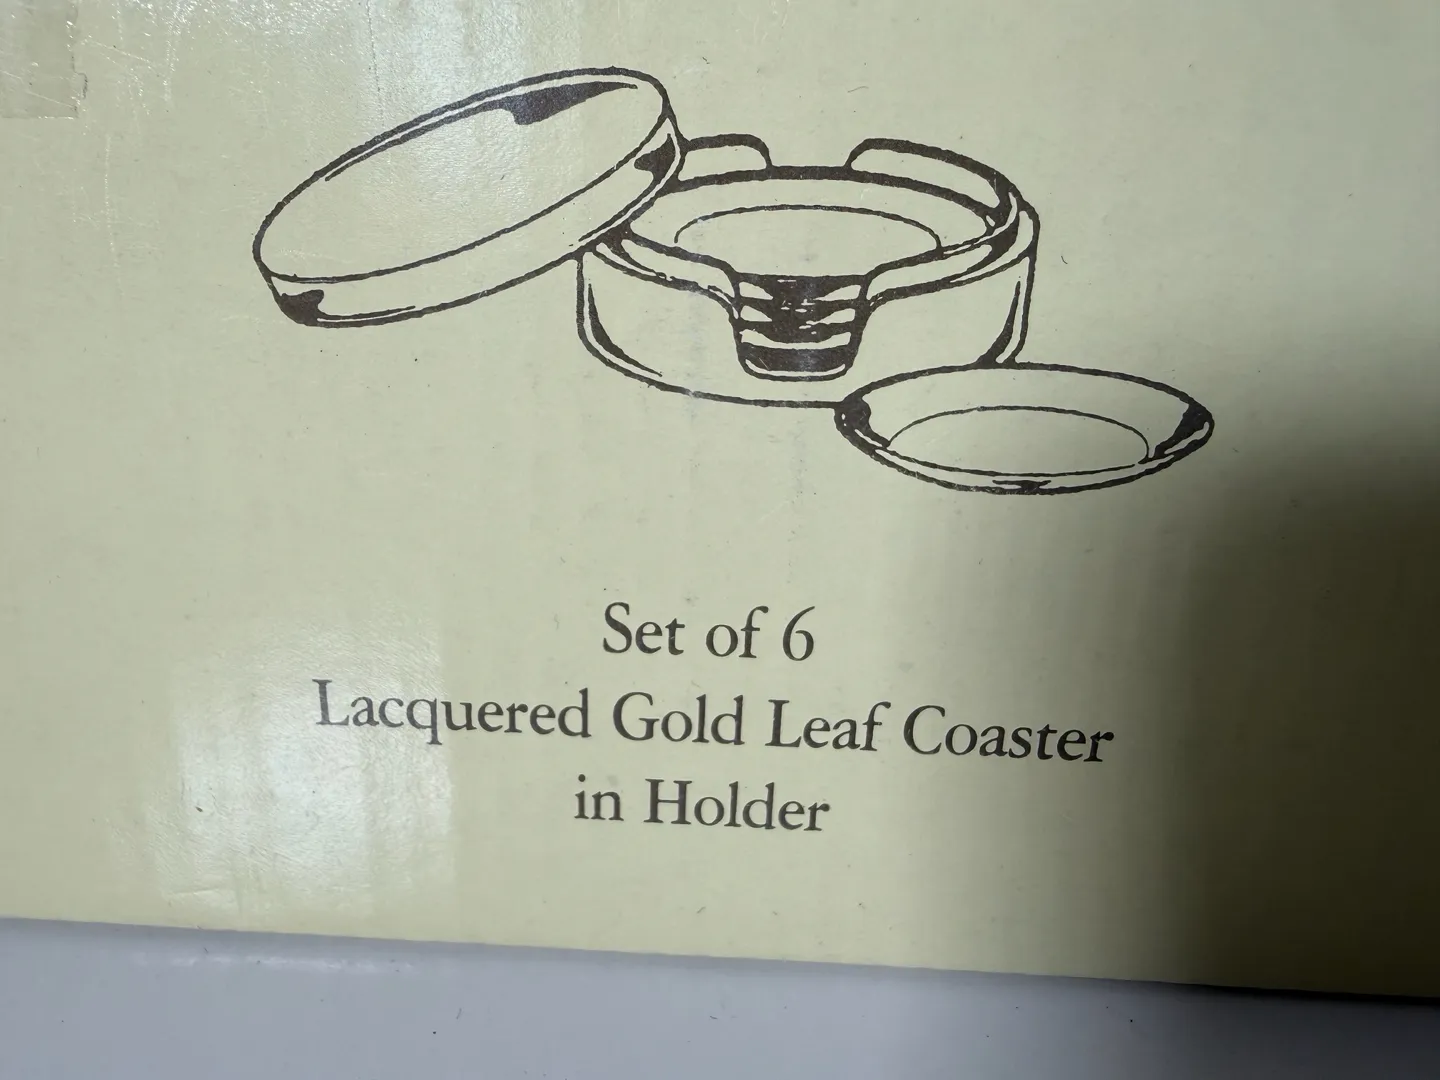 Set of 6
Lacquered Gold Leaf Coaster
in Holder